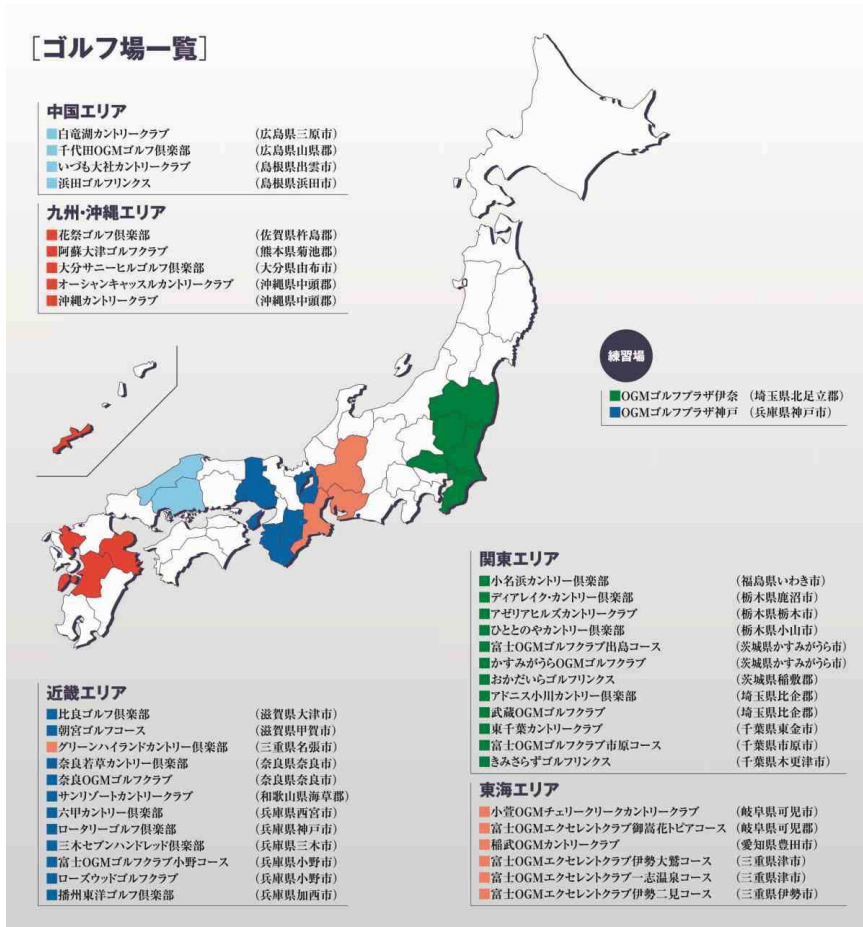 ［ゴルフ場一覧］
中国エリア
白竜湖カントリークラブ （広島県三原市）
千代田OGMゴルフ倶楽部 （広島県山県郡）
いづも大社カントリークラブ （島根県出雲市）
浜田ゴルフリンクス （島根県浜田市）
九州・沖縄エリア
花祭ゴルフ倶楽部 （佐賀県杵島郡）
阿蘇大津ゴルフクラブ （熊本県菊池郡）
大分サニーヒルゴルフ倶楽部 （大分県由布市）
オーシャンキャッスルカントリークラブ （沖縄県中頭郡）
沖縄カントリークラブ （沖縄県中頭郡）
練習場
OGMゴルフプラザ伊奈 （埼玉県北足立郡）
OGMゴルフプラザ神戸 （兵庫県神戸市）
関東エリア
小名浜カントリー倶楽部 （福島県いわき市）
ディアレイク・カントリー倶楽部 （栃木県鹿沼市）
アゼリアヒルズカントリークラブ （栃木県栃木市）
ひととのやカントリー倶楽部 （栃木県小山市）
富士OGMゴルフクラブ出島コース （茨城県かすみがうら市）
かすみがうらOGMゴルフクラブ （茨城県かすみがうら市）
おかだいらゴルフリンクス （茨城県稲敷郡）
アドニス小川カントリー倶楽部 （埼玉県比企郡）
武蔵OGMゴルフクラブ （埼玉県比企郡）
東千葉カントリークラブ （千葉県東金市）
富士OGMゴルフクラブ市原コース （千葉県市原市）
きみさらずゴルフリンクス （千葉県木更津市）
近畿エリア
比良ゴルフ倶楽部 （滋賀県大津市）
朝宮ゴルフコース （滋賀県甲賀市）
グリーンハイランドカントリー倶楽部 （三重県名張市）
奈良若草カントリー倶楽部 （奈良県奈良市）
奈良OGMゴルフクラブ （奈良県奈良市）
サンリゾートカントリークラブ （和歌山県海草郡）
六甲カントリー倶楽部 （兵庫県西宮市）
ロータリーゴルフ倶楽部 （兵庫県神戸市）
三木セブンハンドレッド倶楽部 （兵庫県三木市）
富士OGMゴルフクラブ小野コース （兵庫県小野市）
ローズウッドゴルフクラブ （兵庫県小野市）
播州東洋ゴルフ倶楽部 （兵庫県加西市）
東海エリア
小萱OGMチェリークリークカントリークラブ （岐阜県可児市）
富士OGMエクセレントクラブ御嵩花トピアコース （岐阜県可児郡）
稲武OGMカントリークラブ （愛知県豊田市）
富士OGMエクセレントクラブ伊勢大鷲コース （三重県津市）
富士OGMエクセレントクラブ一志温泉コース （三重県津市）
富士OGMエクセレントクラブ伊勢二見コース （三重県伊勢市）